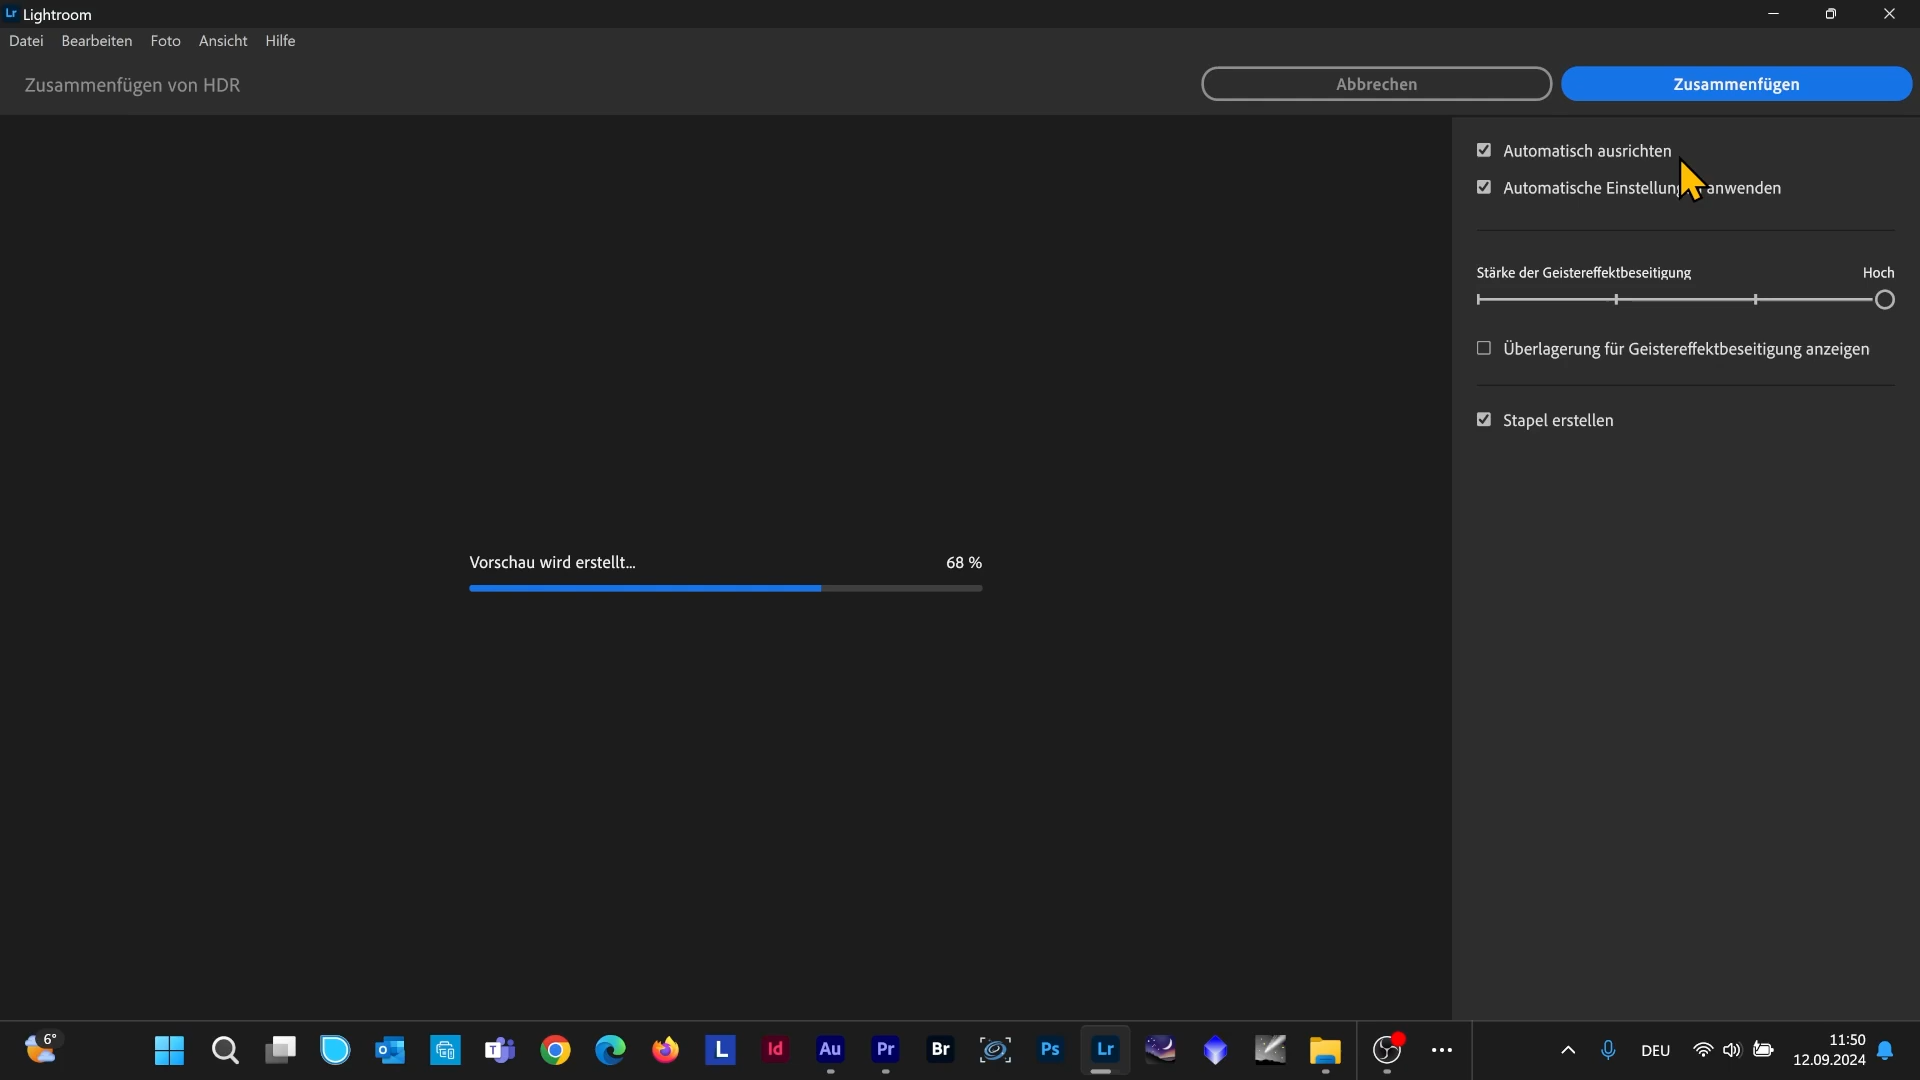 Lr Lightroom
Datei Bearbeiten Foto Ansicht Hilfe
Zusammenfügen von HDR
Abbrechen
Zusammenfügen
Automatisch ausrichten
Automatische anwenden
Stärke der Geistereffektbeseitigung Hoch
Überlagerung für Geistereffektbeseitigung anzeigen
Stapel erstellen
Vorschau wird erstellt... 68 %
6°
L Id Au Pr Br Ps Lr
DEU
11:50
12.09.2024